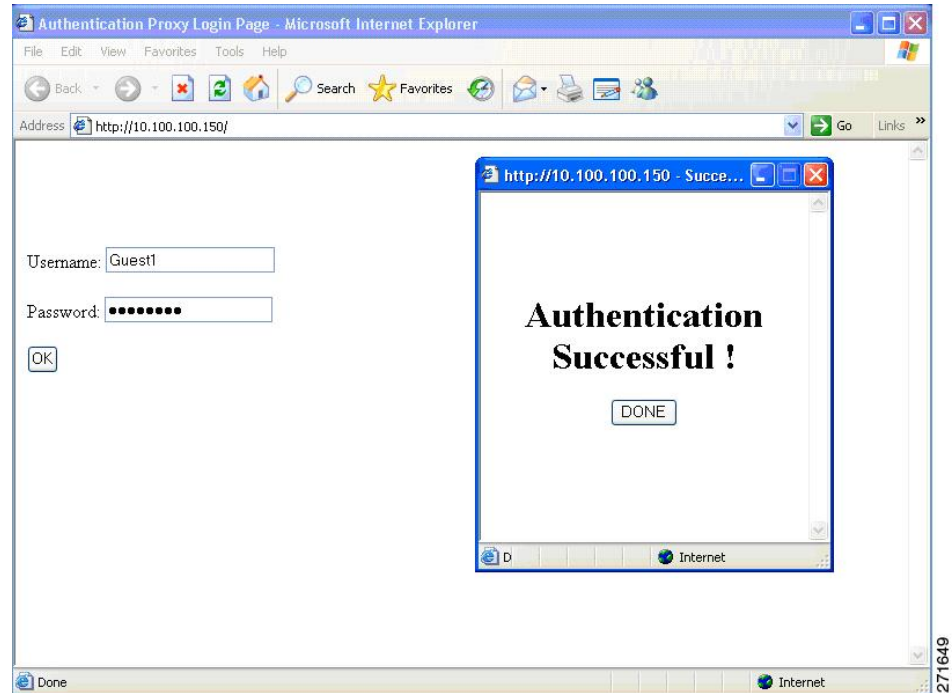 Authentication Proxy Login Page - Microsoft Internet Explorer
File Edit View Favorites Tools Help
Back Search Favorites
Address http://10.100.100.150/ Go Links »
http://10.100.100.150 - Succe...
Username: Guest1
Password: ••••••••
OK
Authentication
Successful !
DONE
D Internet
Done Internet
271649